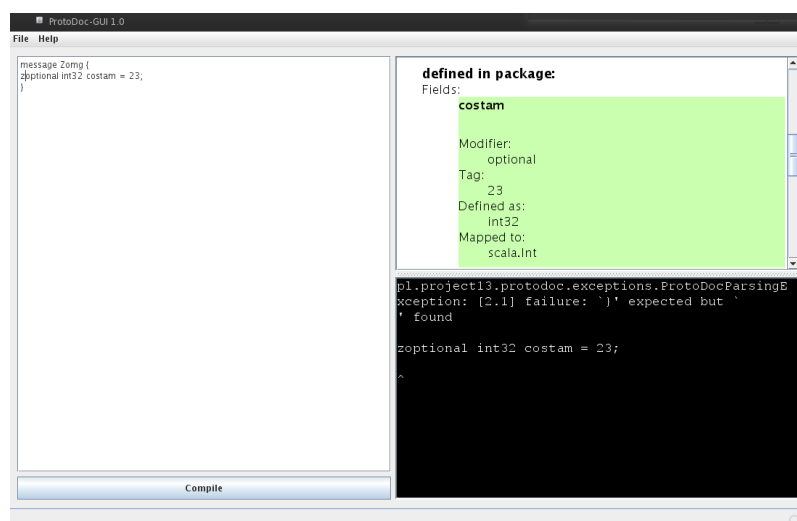 ProtoDoc-GUI 1.0
File Help
message Zomg {
zoptional int32 costam = 23;
}
Compile
defined in package:
Fields:
costam
Modifier:
optional
Tag:
23
Defined as:
int32
Mapped to:
scala.Int
pl.project13.protodoc.exceptions.ProtoDocParsingE
xception: [2.1] failure: `}' expected but `
' found
zoptional int32 costam = 23;
^